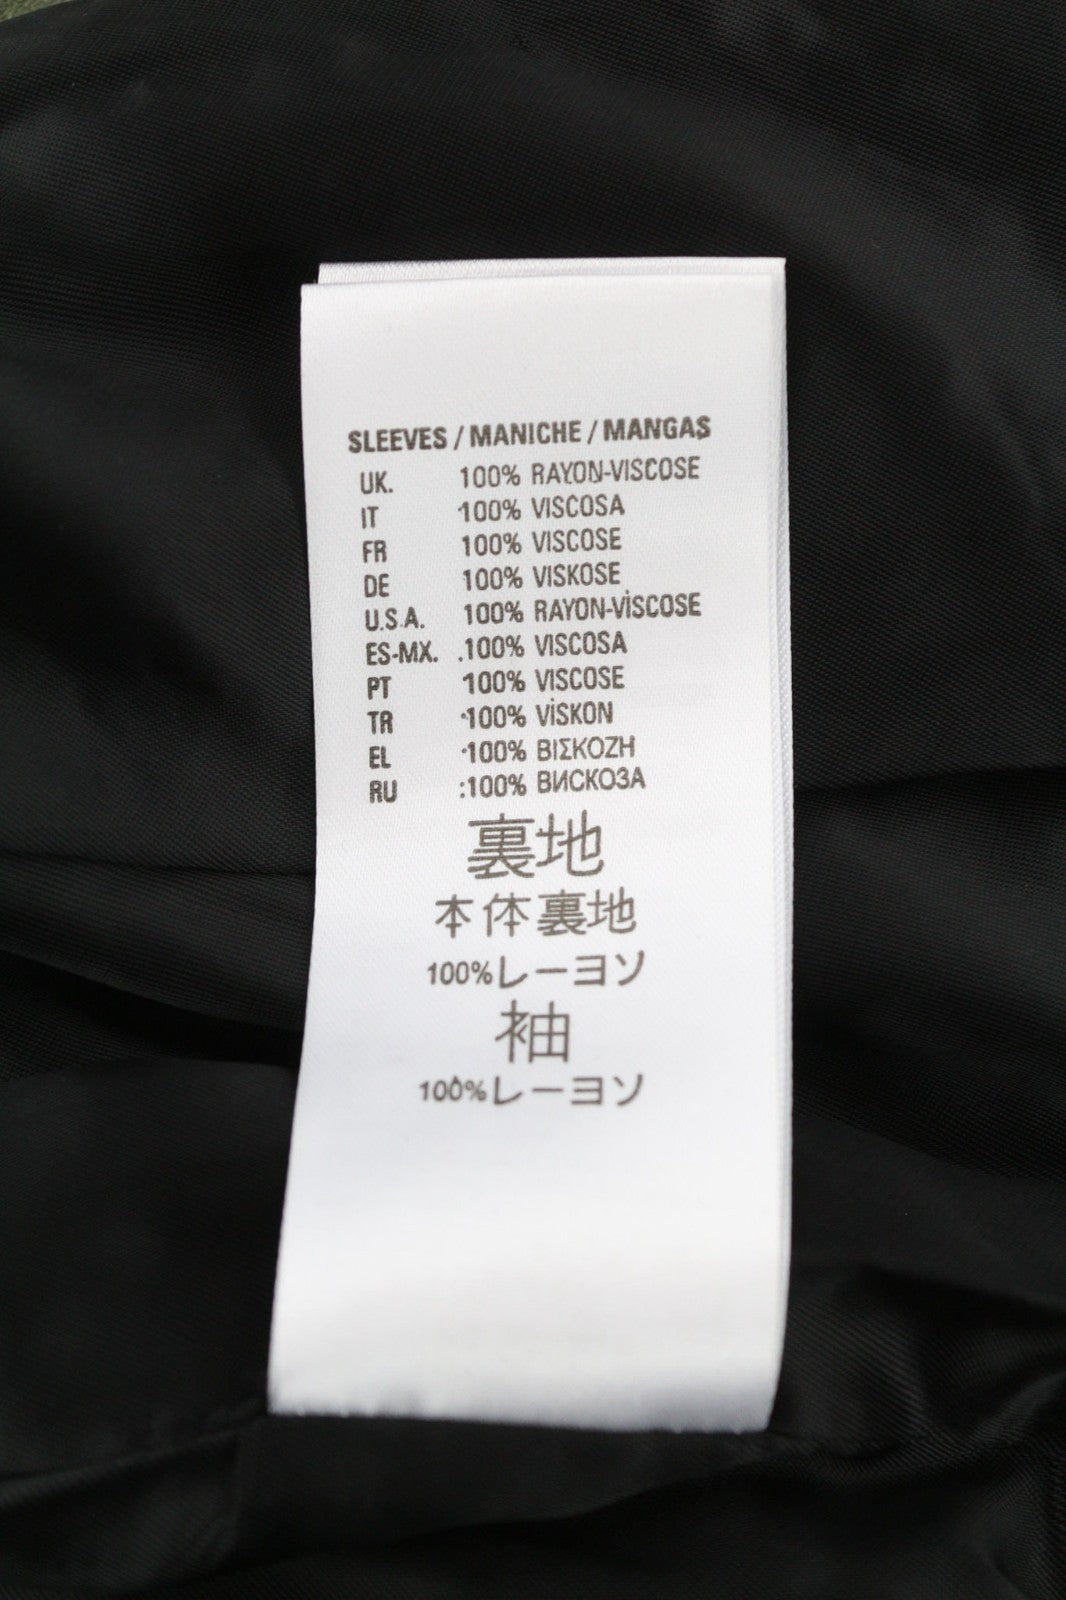 SLEEVES / MANICHE / MANGAS
UK. 100% RAYON-VISCOSE
IT 100% VISCOSA
FR 100% VISCOSE
DE 100% VISKOSE
U.S.A. 100% RAYON-VİSCOSE
ES-MX. 100% VISCOSA
PT 100% VISCOSE
TR 100% VİSKON
EL 100% ΒΙΣΚΟΖΗ
RU :100% ВИСКОЗА
裏地
本体裏地
100%レーヨソ
袖
100%レーヨソ